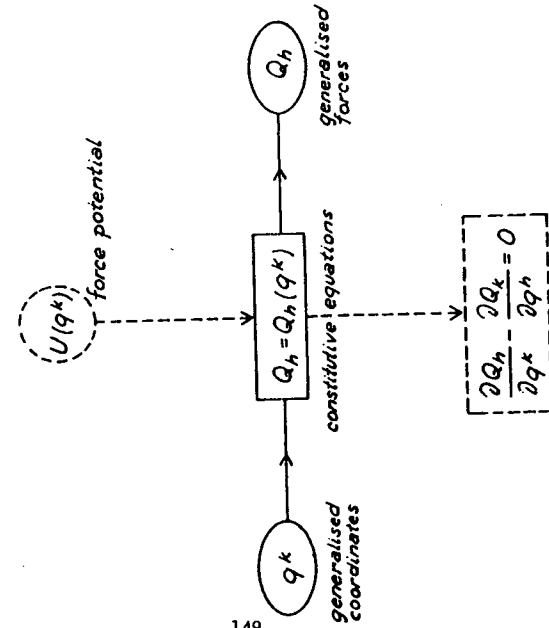 U(q^k)
force potential
q^k
generalised
coordinates
Q_h = Q_h (q^k)
constitutive equations
Q_h
generalised
forces
∂Q_h/∂q^k - ∂Q_k/∂q^h = 0
149